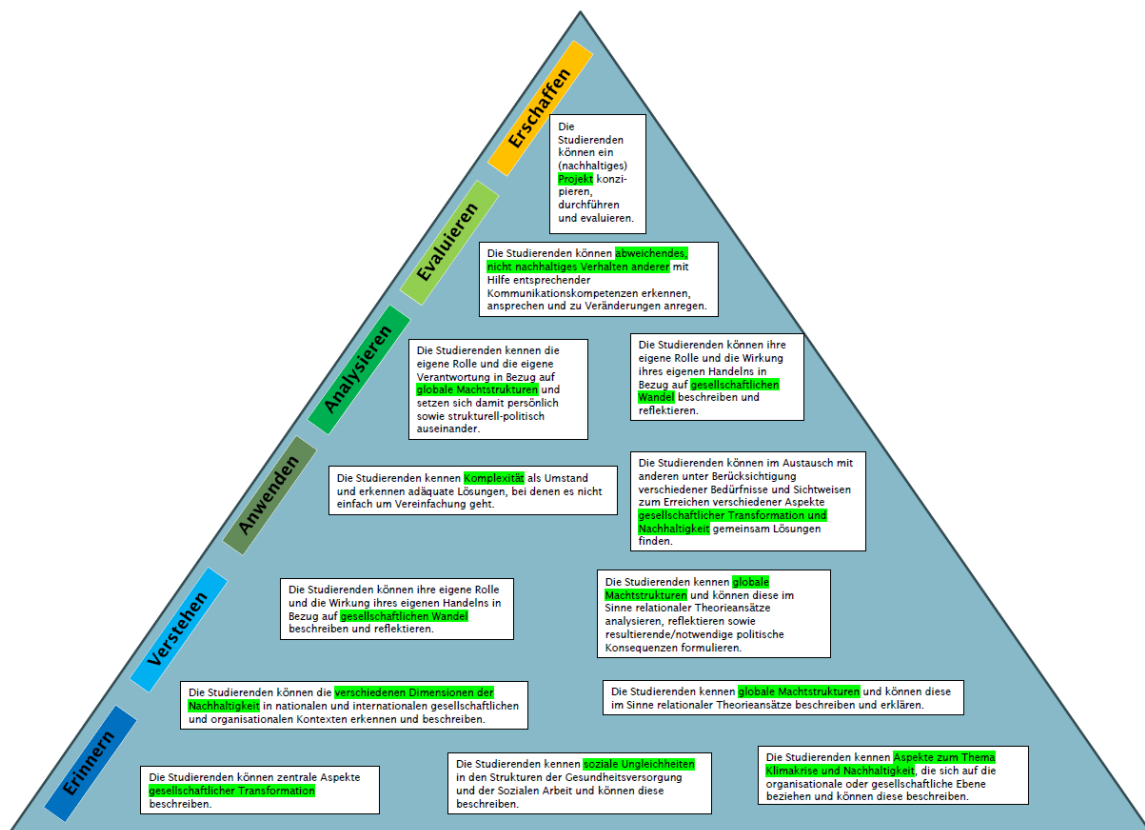 Erschaffen
Die
Studierenden
können ein
(nachhaltiges)
Projekt konzi-
pieren,
durchführen
und evaluieren.
Evaluieren
Die Studierenden können abweichendes,
nicht nachhaltiges Verhalten anderer mit
Hilfe entsprechender
Kommunikationskompetenzen erkennen,
ansprechen und zu Veränderungen anregen.
Analysieren
Die Studierenden kennen die
eigene Rolle und die eigene
Verantwortung in Bezug auf
globale Machtstrukturen und
setzen sich damit persönlich
sowie strukturell-politisch
auseinander.
Die Studierenden können ihre
eigene Rolle und die Wirkung
ihres eigenen Handelns in
Bezug auf gesellschaftlichen
Wandel beschreiben und
reflektieren.
Anwenden
Die Studierenden kennen Komplexität als Umstand
und erkennen adäquate Lösungen, bei denen es nicht
einfach um Vereinfachung geht.
Die Studierenden können im Austausch mit
anderen unter Berücksichtigung
verschiedener Bedürfnisse und Sichtweisen
zum Erreichen verschiedener Aspekte
gesellschaftlicher Transformation und
Nachhaltigkeit gemeinsam Lösungen
finden.
Verstehen
Die Studierenden können ihre eigene Rolle
und die Wirkung ihres eigenen Handelns in
Bezug auf gesellschaftlichen Wandel
beschreiben und reflektieren.
Die Studierenden kennen globale
Machtstrukturen und können diese im
Sinne relationaler Theorieansätze
analysieren, reflektieren sowie
resultierende/notwendige politische
Konsequenzen formulieren.
Erinnern
Die Studierenden können die verschiedenen Dimensionen der
Nachhaltigkeit in nationalen und internationalen gesellschaftlichen
und organisationalen Kontexten erkennen und beschreiben.
Die Studierenden kennen globale Machtstrukturen und können diese
im Sinne relationaler Theorieansätze beschreiben und erklären.
Die Studierenden können zentrale Aspekte
gesellschaftlicher Transformation
beschreiben.
Die Studierenden kennen soziale Ungleichheiten
in den Strukturen der Gesundheitsversorgung
und der Sozialen Arbeit und können diese
beschreiben.
Die Studierenden kennen Aspekte zum Thema
Klimakrise und Nachhaltigkeit, die sich auf die
organisationale oder gesellschaftliche Ebene
beziehen und können diese beschreiben.